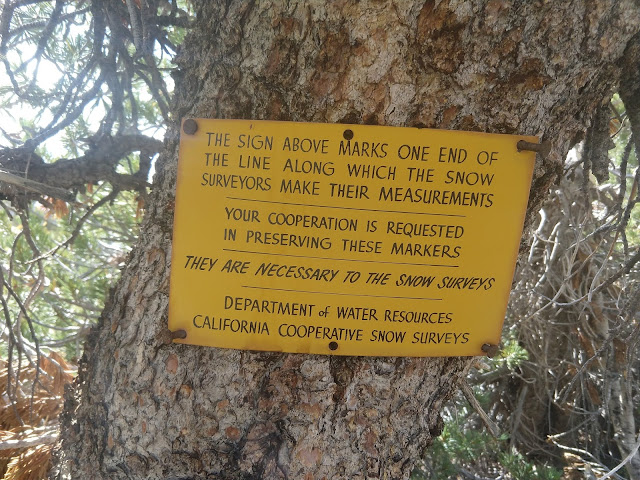 THE SIGN ABOVE MARKS ONE END OF
THE LINE ALONG WHICH THE SNOW
SURVEYORS MAKE THEIR MEASUREMENTS
YOUR COOPERATION IS REQUESTED
IN PRESERVING THESE MARKERS
THEY ARE NECESSARY TO THE SNOW SURVEYS
DEPARTMENT of WATER RESOURCES
CALIFORNIA COOPERATIVE SNOW SURVEYS